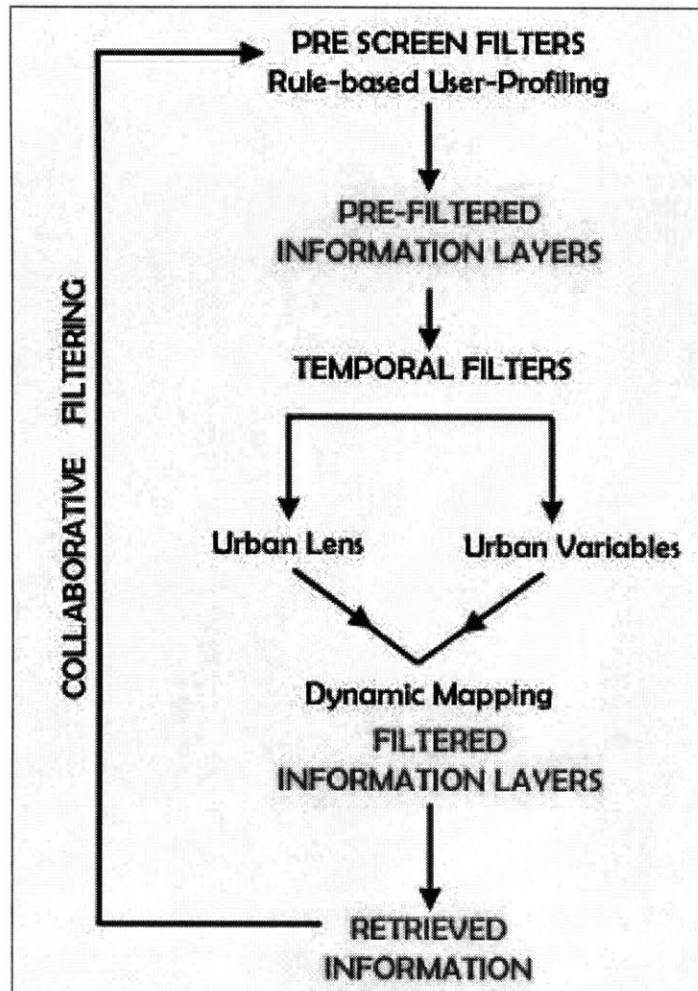 PRE SCREEN FILTERS
Rule-based User-Profiling
PRE-FILTERED
INFORMATION LAYERS
TEMPORAL FILTERS
Urban Lens
Urban Variables
Dynamic Mapping
FILTERED
INFORMATION LAYERS
RETRIEVED
INFORMATION
COLLABORATIVE FILTERING